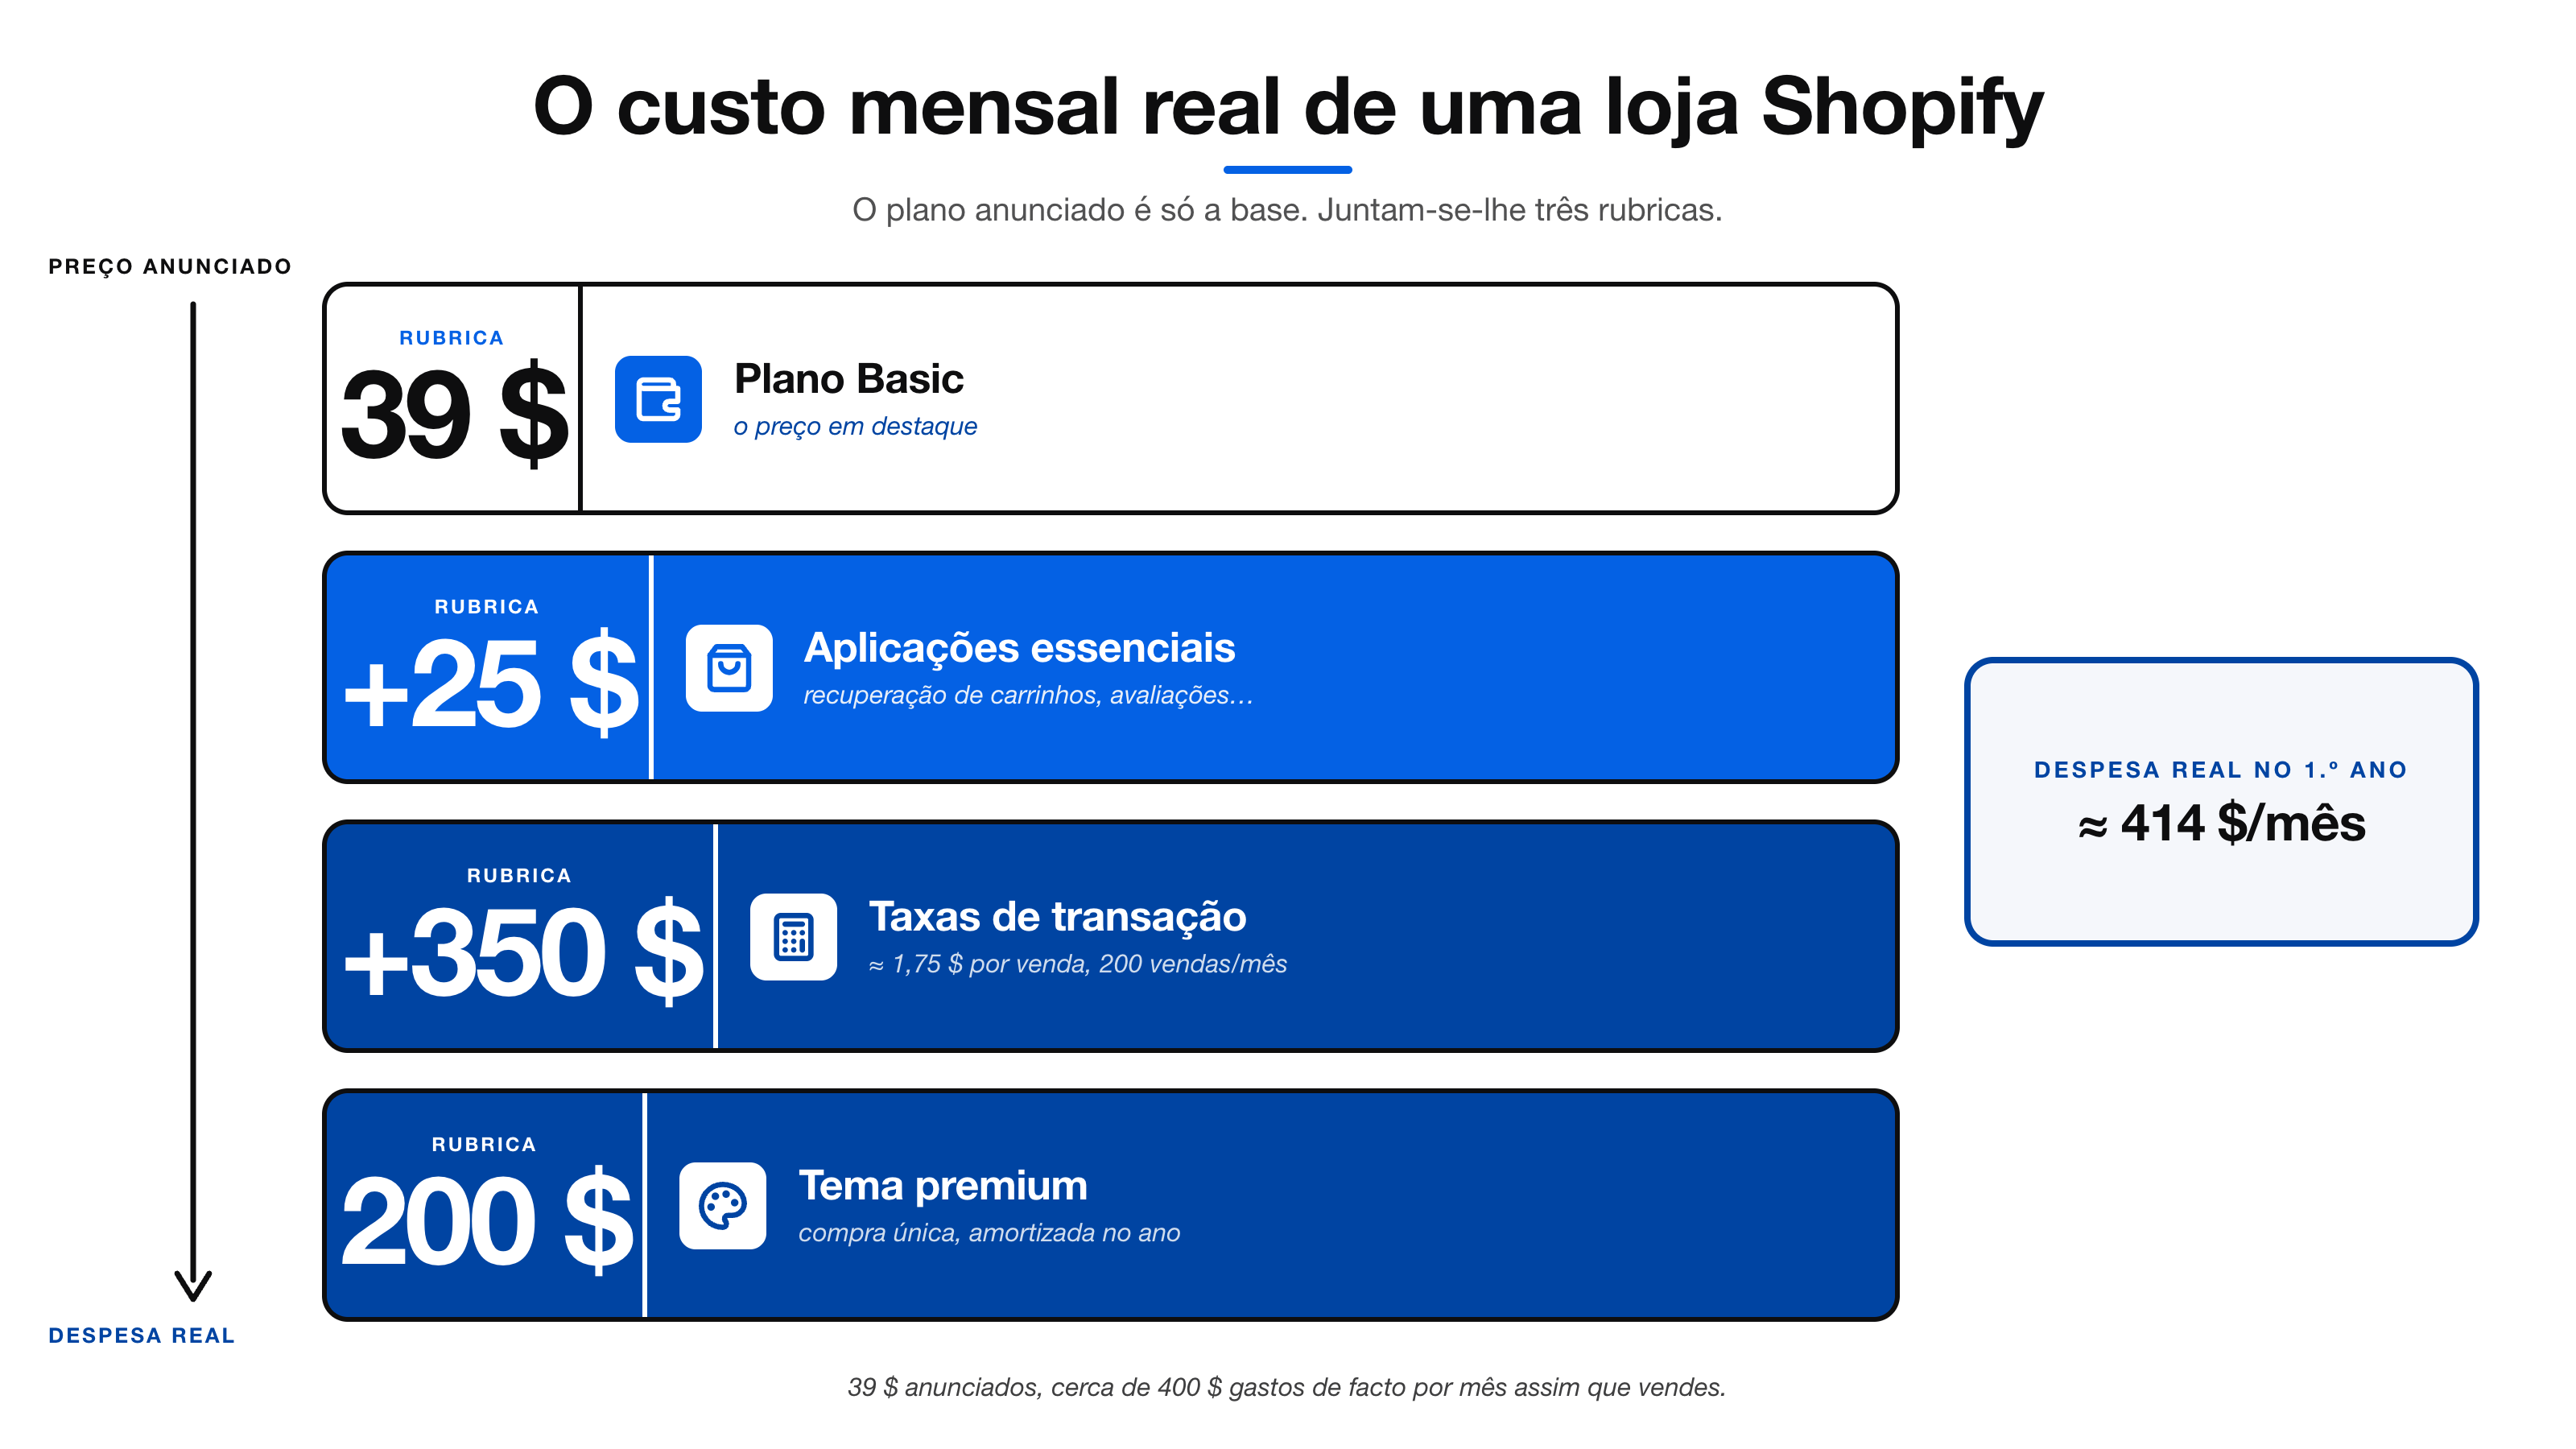 O custo mensal real de uma loja Shopify
O plano anunciado é só a base. Juntam-se-lhe três rubricas.
PREÇO ANUNCIADO
RUBRICA
39 $
Plano Basic
o preço em destaque
RUBRICA
+25 $
Aplicações essenciais
recuperação de carrinhos, avaliações…
RUBRICA
+350 $
Taxas de transação
≈ 1,75 $ por venda, 200 vendas/mês
RUBRICA
200 $
Tema premium
compra única, amortizada no ano
DESPESA REAL
DESPESA REAL NO 1.º ANO
≈ 414 $/mês
39 $ anunciados, cerca de 400 $ gastos de facto por mês assim que vendes.